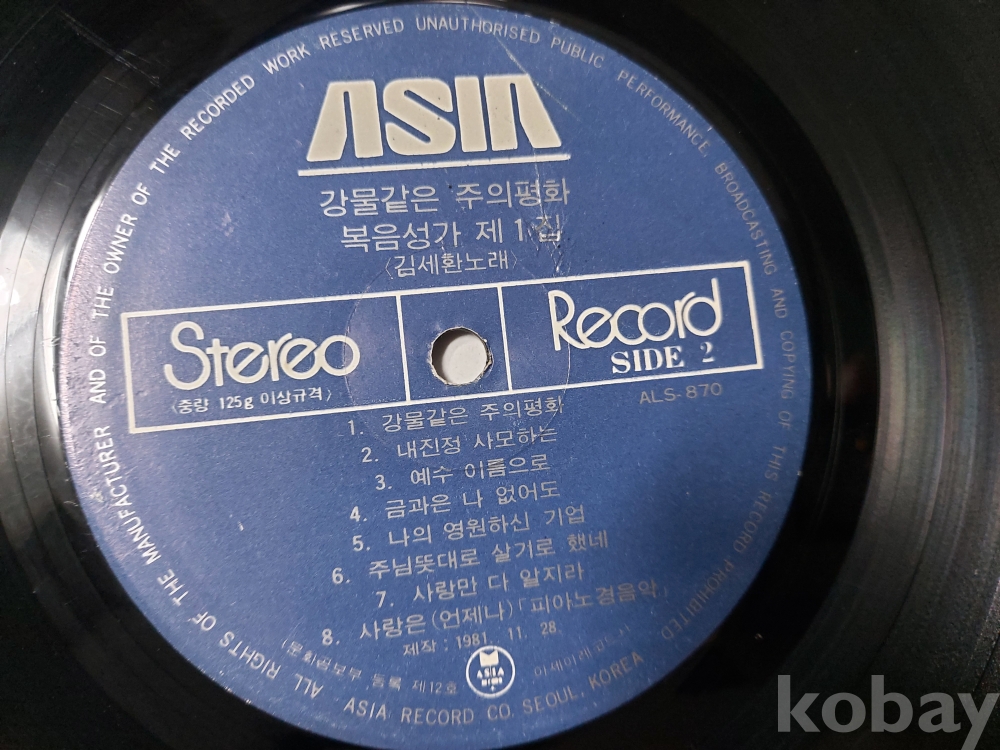 ALL RIGHTS OF THE MANUFACTURER AND OF THE OWNER OF THE RECORDED WORK RESERVED UNAUTHORISED PUBLIC PERFORMANCE, BROADCASTING AND COPYING OF THIS RECORD PROHIBITED
ASIA
강물같은 주의평화
복음성가 제1집
〈김세환노래〉
Stereo
〈중량 125g 이상규격〉
Record
SIDE 2
ALS-870
1. 강물같은 주의평화
2. 내진정 사모하는
3. 예수 이름으로
4. 금과은 나 없어도
5. 나의 영원하신 기업
6. 주님뜻대로 살기로 했네
7. 사랑만 다 알지라
8. 사랑은 (언제나) 「피아노경음악」
제작 : 1981. 11. 28.
등록 제12호
ASIA
ASIA RECORD CO. SEOUL, KOREA
kobay